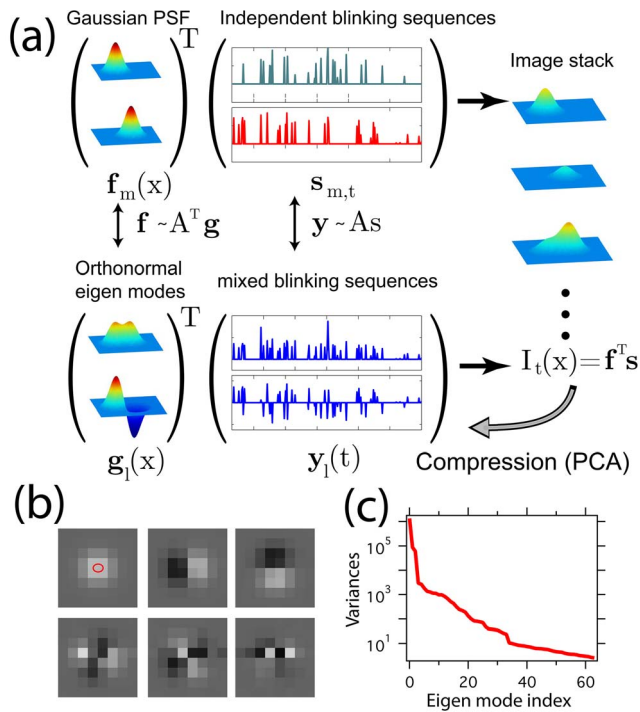 (a)
Gaussian PSF
Independent blinking sequences
T
Image stack
f_m(x)
s_m,t
f ~A^T g
y ~As
Orthonormal
eigen modes
mixed blinking sequences
T
I_t(x)=f^T s
g_l(x)
y_l(t)
Compression (PCA)
(b)
(c)
Variances
10^5
10^3
10^1
0 20 40 60
Eigen mode index